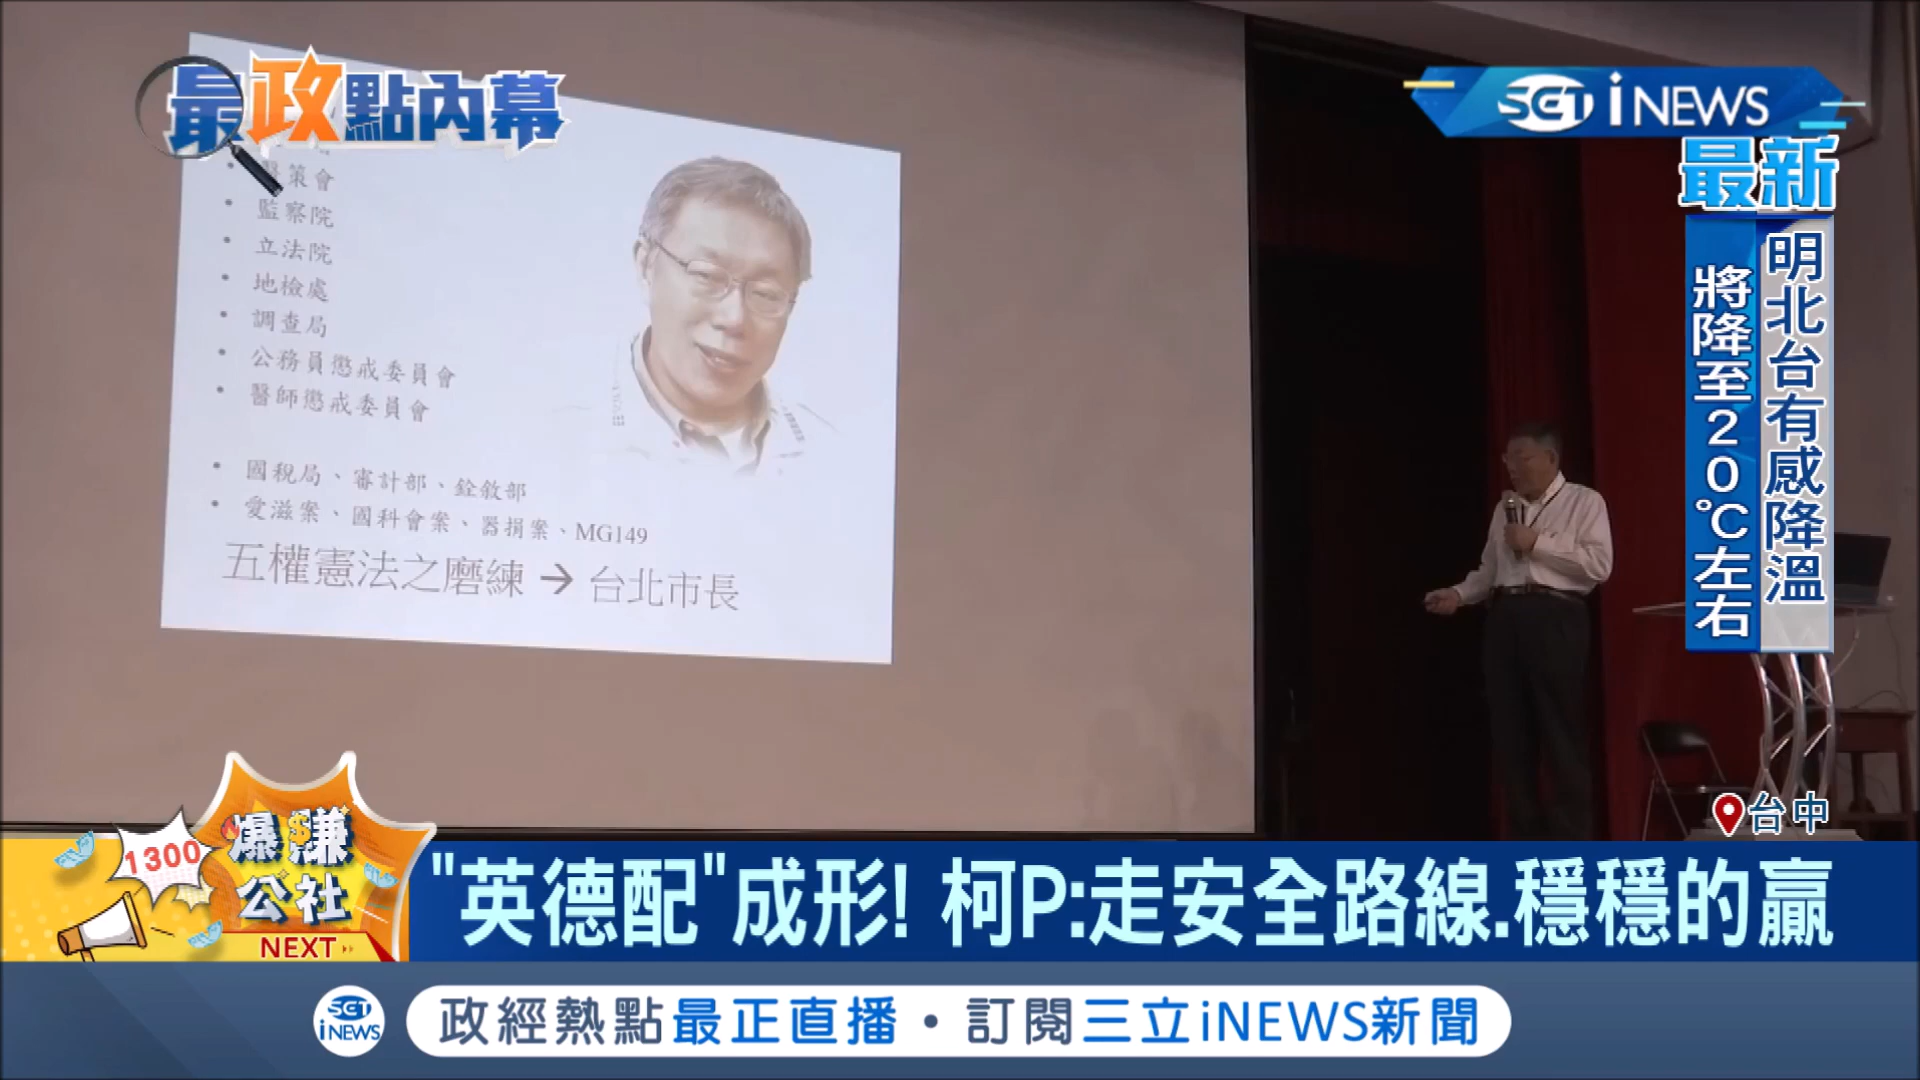 最政點內幕
SET iNEWS
最新
明北台有感降溫
將降至20°C左右
策會
監察院
立法院
地檢處
調查局
公務員懲戒委員會
醫師懲戒委員會
國稅局、審計部、銓敘部
愛滋案、國科會案、器捐案、MG149
五權憲法之磨練→台北市長
台中
1300
爆賺
公社
NEXT
"英德配"成形! 柯P:走安全路線.穩穩的贏
SET
iNEWS
政經熱點最正直播·訂閱三立iNEWS新聞